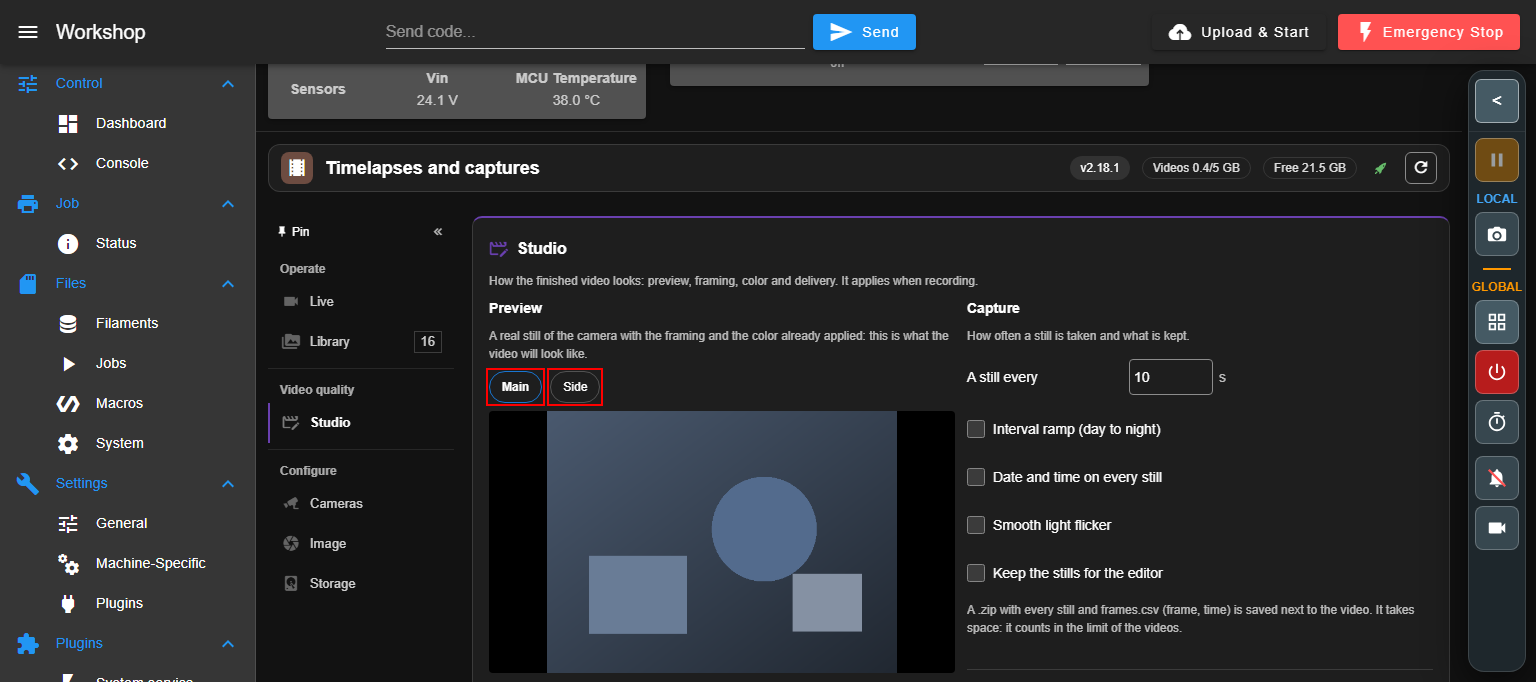 Workshop
Send code...
Send
Upload & Start
Emergency Stop
Control
Dashboard
Console
Job
Status
Files
Filaments
Jobs
Macros
System
Settings
General
Machine-Specific
Plugins
Plugins
System service
Sensors
Vin
24.1 V
MCU Temperature
38.0 °C
off
Timelapses and captures
v2.18.1
Videos 0.4/5 GB
Free 21.5 GB
Pin
«
Operate
Live
Library
16
Video quality
Studio
Configure
Cameras
Image
Storage
Studio
How the finished video looks: preview, framing, color and delivery. It applies when recording.
Preview
A real still of the camera with the framing and the color already applied: this is what the
video will look like.
Main
Side
Capture
How often a still is taken and what is kept.
A still every
10
s
Interval ramp (day to night)
Date and time on every still
Smooth light flicker
Keep the stills for the editor
A .zip with every still and frames.csv (frame, time) is saved next to the video. It takes
space: it counts in the limit of the videos.
<
LOCAL
GLOBAL